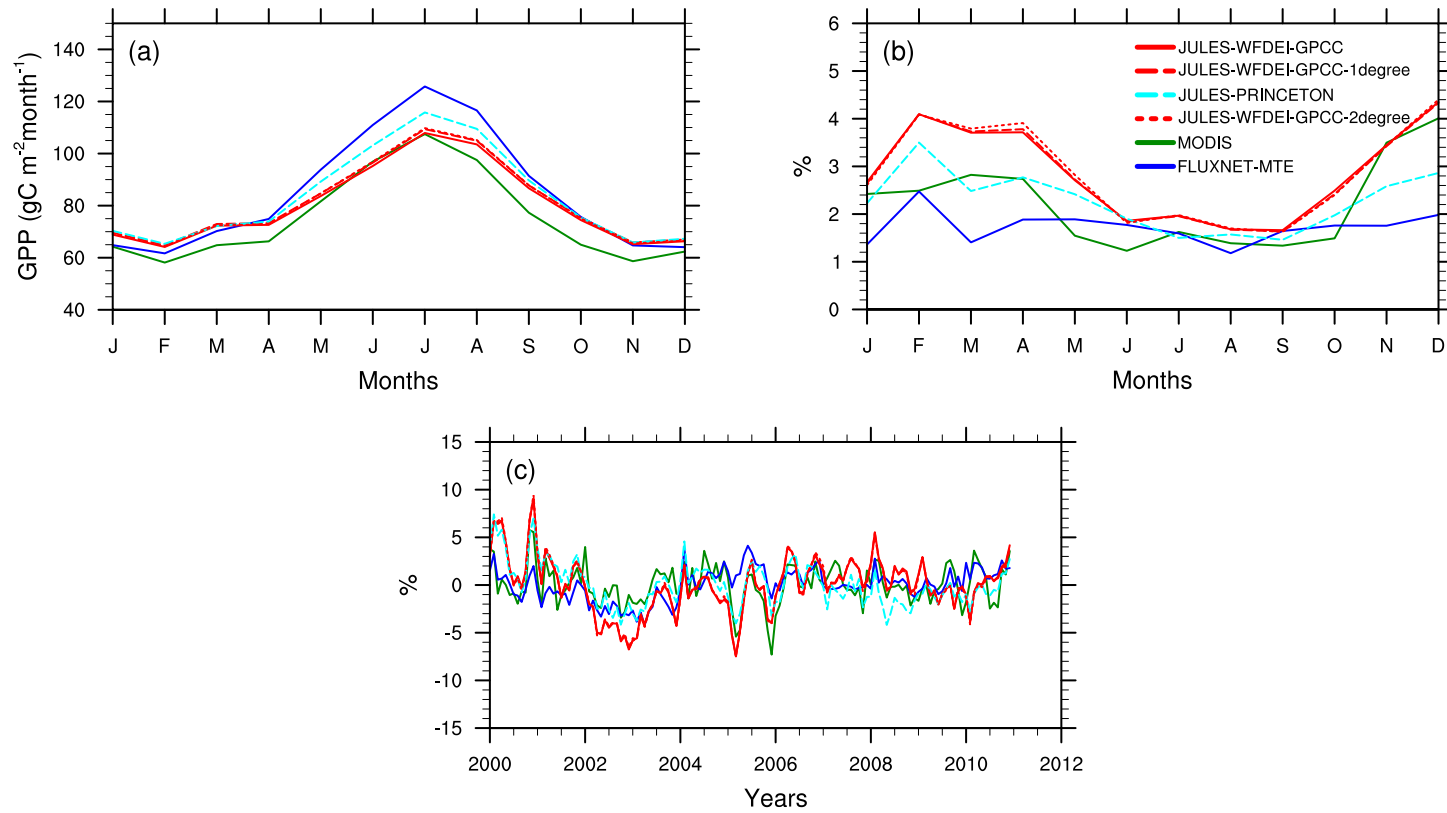 (a)
GPP (gC m⁻²month⁻¹)
140
120
100
80
60
40
J F M A M J J A S O N D
Months
(b)
%
6
5
4
3
2
1
0
JULES-WFDEI-GPCC
JULES-WFDEI-GPCC-1degree
JULES-PRINCETON
JULES-WFDEI-GPCC-2degree
MODIS
FLUXNET-MTE
J F M A M J J A S O N D
Months
(c)
%
15
10
5
0
-5
-10
-15
2000 2002 2004 2006 2008 2010 2012
Years